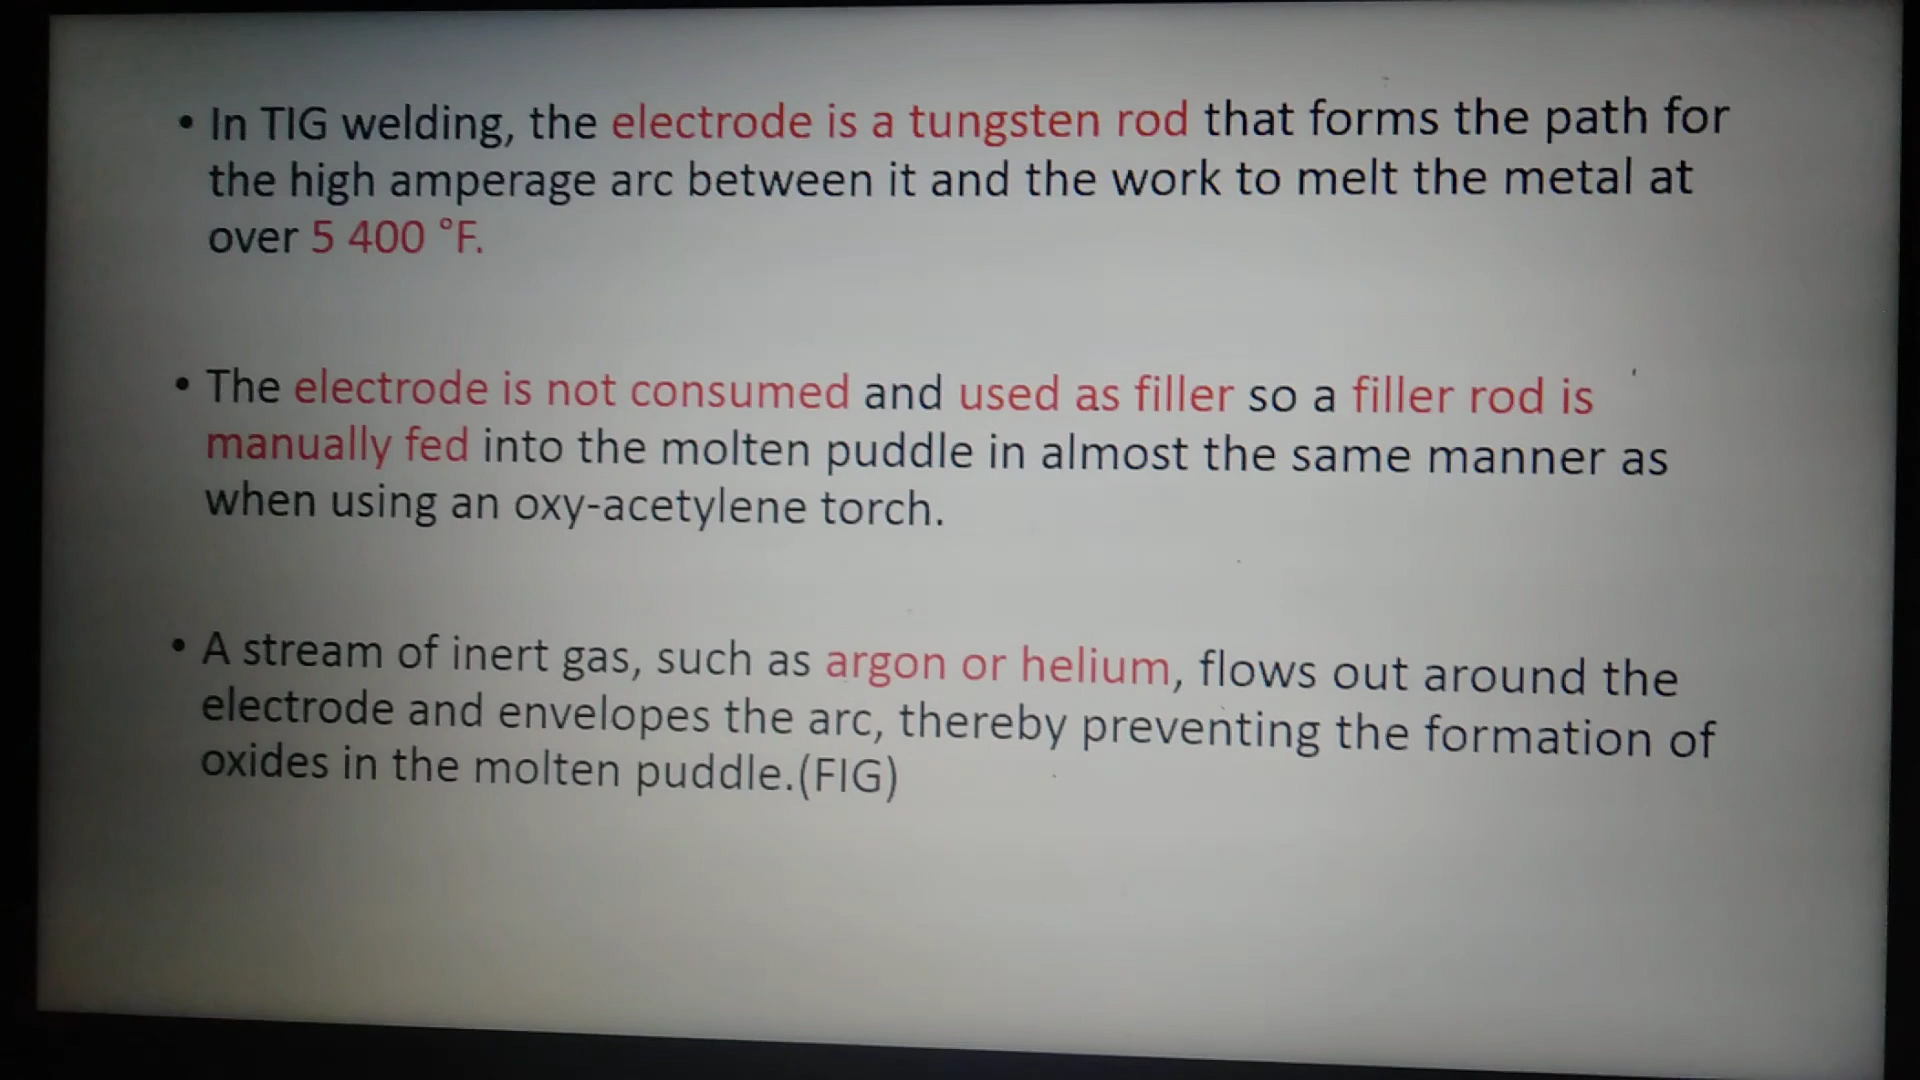 • In TIG welding, the electrode is a tungsten rod that forms the path for
the high amperage arc between it and the work to melt the metal at
over 5 400 °F.
• The electrode is not consumed and used as filler so a filler rod is
manually fed into the molten puddle in almost the same manner as
when using an oxy-acetylene torch.
• A stream of inert gas, such as argon or helium, flows out around the
electrode and envelopes the arc, thereby preventing the formation of
oxides in the molten puddle.(FIG)